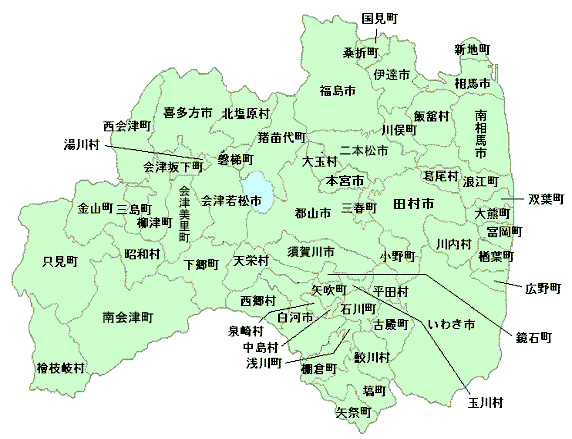 国見町
桑折町
新地町
伊達市
相馬市
福島市
喜多方市
北塩原村
飯舘村
南相馬市
西会津町
川俣町
猪苗代町
湯川村
二本松市
磐梯町
大玉村
会津坂下町
本宮市
葛尾村
浪江町
会津美里町
会津若松市
双葉町
金山町
三島町
柳津町
郡山市
三春町
田村市
大熊町
富岡町
川内村
須賀川市
昭和村
只見町
下郷町
天栄村
小野町
楢葉町
広野町
矢吹町
平田村
西郷村
石川町
南会津町
白河市
古殿町
いわき市
泉崎村
鏡石町
中島村
浅川町
鮫川村
棚倉町
檜枝岐村
塙町
玉川村
矢祭町